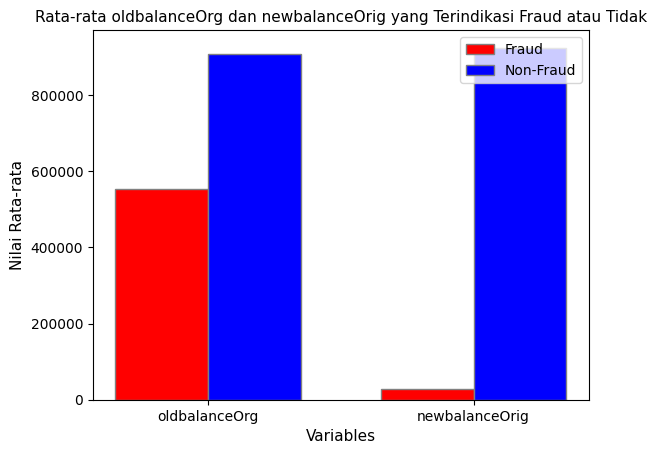 Rata-rata oldbalanceOrg dan newbalanceOrig yang Terindikasi Fraud atau Tidak
Fraud
Non-Fraud
800000
600000
400000
200000
0
Nilai Rata-rata
oldbalanceOrg
newbalanceOrig
Variables